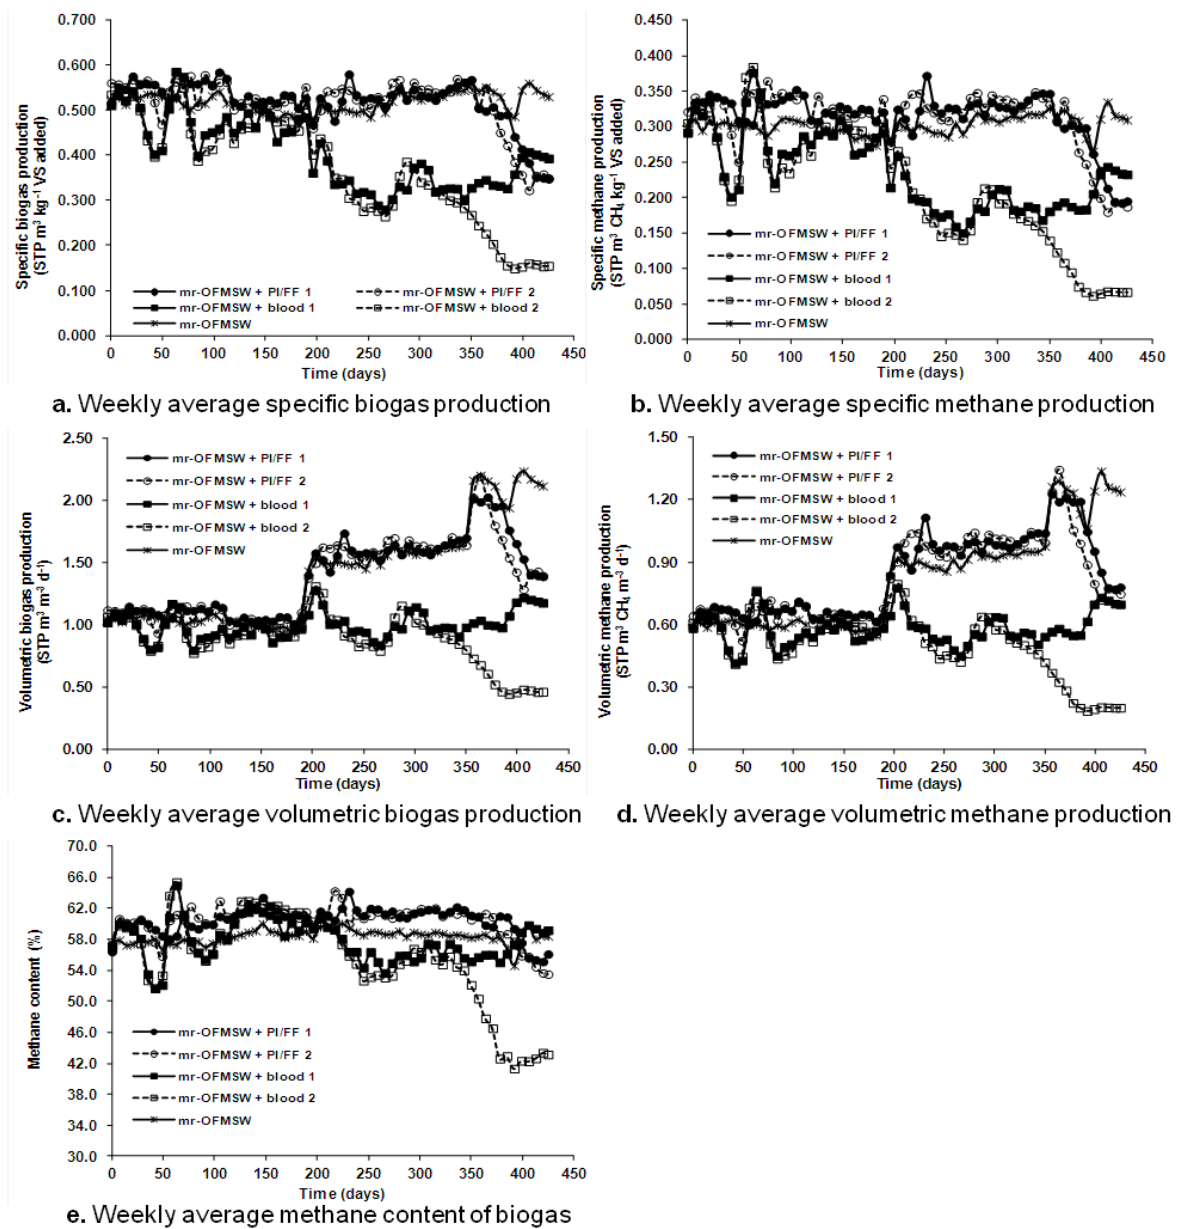 Specific biogas production
(STP m³ kg⁻¹ VS added)
0.700
0.600
0.500
0.400
0.300
0.200
0.100
0.000
mr-OFMSW + PI/FF 1
mr-OFMSW + PI/FF 2
mr-OFMSW + blood 1
mr-OFMSW + blood 2
mr-OFMSW
0 50 100 150 200 250 300 350 400 450
Time (days)
a. Weekly average specific biogas production
Specific methane production
(STP m³ CH₄ kg⁻¹ VS added)
0.450
0.400
0.350
0.300
0.250
0.200
0.150
0.100
0.050
0.000
mr-OFMSW + PI/FF 1
mr-OFMSW + PI/FF 2
mr-OFMSW + blood 1
mr-OFMSW + blood 2
mr-OFMSW
0 50 100 150 200 250 300 350 400 450
Time (days)
b. Weekly average specific methane production
Volumetric biogas production
(STP m³ m⁻³ d⁻¹)
2.50
2.00
1.50
1.00
0.50
0.00
mr-OFMSW + PI/FF 1
mr-OFMSW + PI/FF 2
mr-OFMSW + blood 1
mr-OFMSW + blood 2
mr-OFMSW
0 50 100 150 200 250 300 350 400 450
Time (days)
c. Weekly average volumetric biogas production
Volumetric methane production
(STP m³ CH₄ m⁻³ d⁻¹)
1.50
1.20
0.90
0.60
0.30
0.00
mr-OFMSW + PI/FF 1
mr-OFMSW + PI/FF 2
mr-OFMSW + blood 1
mr-OFMSW + blood 2
mr-OFMSW
0 50 100 150 200 250 300 350 400 450
Time (days)
d. Weekly average volumetric methane production
Methane content (%)
70.0
66.0
62.0
58.0
54.0
50.0
46.0
42.0
38.0
34.0
30.0
mr-OFMSW + PI/FF 1
mr-OFMSW + PI/FF 2
mr-OFMSW + blood 1
mr-OFMSW + blood 2
mr-OFMSW
0 50 100 150 200 250 300 350 400 450
Time (days)
e. Weekly average methane content of biogas